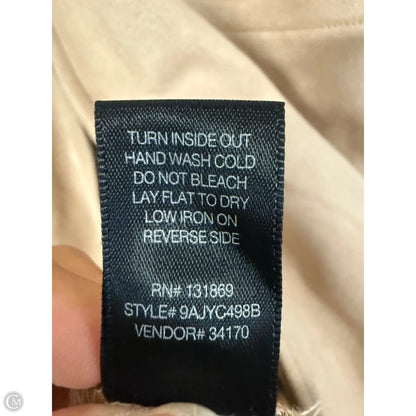 TURN INSIDE OUT
HAND WASH COLD
DO NOT BLEACH
LAY FLAT TO DRY
LOW IRON ON
REVERSE SIDE
RN# 131869
STYLE# 9AJYC498B
VENDOR# 34170